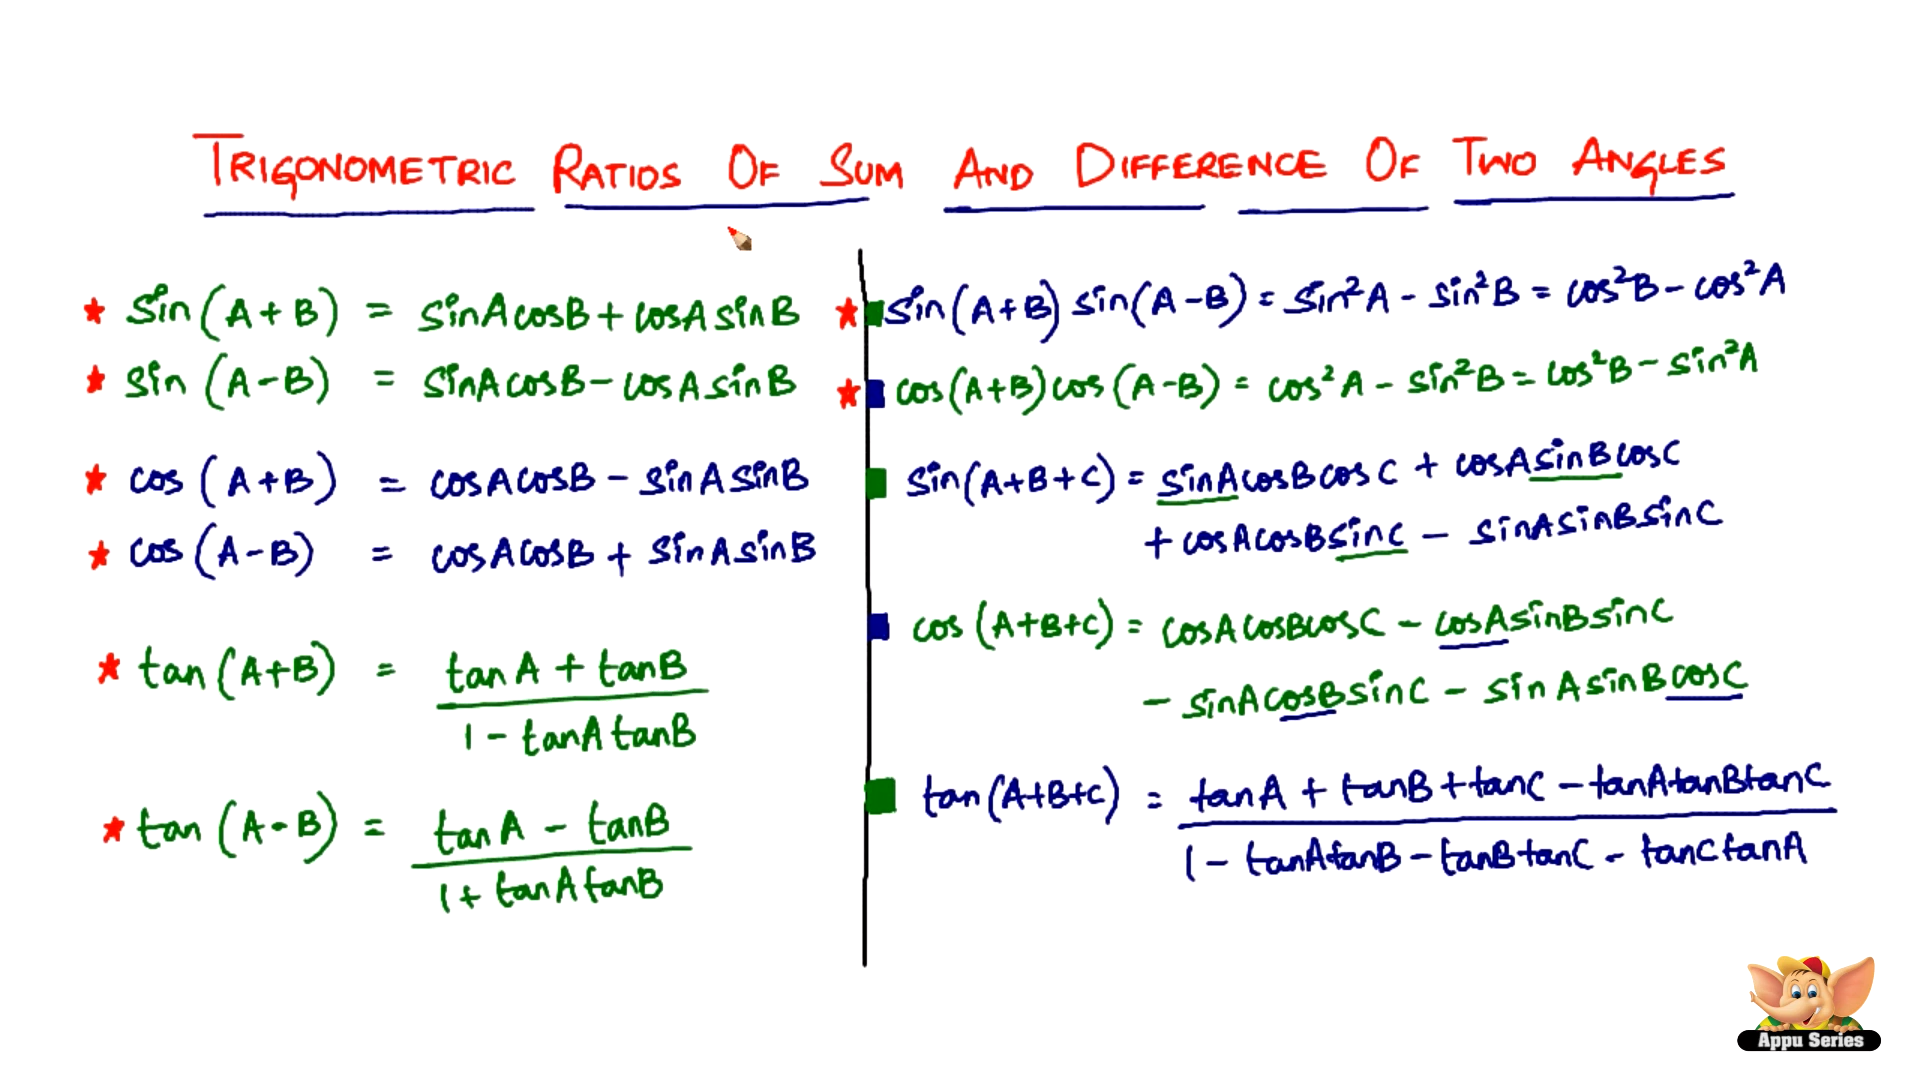 TRIGONOMETRIC RATIOS OF SUM AND DIFFERENCE OF TWO ANGLES
sin(A+B) = sinAcosB + cosAsinB
sin(A-B) = sinAcosB - cosAsinB
cos(A+B) = cosAcosB - sinAsinB
cos(A-B) = cosAcosB + sinAsinB
tan(A+B) = tanA + tanB
1 - tanAtanB
tan(A-B) = tanA - tanB
1 + tanAtanB
sin(A+B) sin(A-B) = sin²A - sin²B = cos²B - cos²A
cos(A+B)cos(A-B) = cos²A - sin²B = cos²B - sin²A
sin(A+B+C) = sinAcosBcosC + cosAsinBcosC
+ cosAcosBsinC - sinAsinBsinC
cos(A+B+C) = cosAcosBcosC - cosAsinBsinC
- sinAcosBsinC - sinAsinBcosC
tan(A+B+C) = tanA + tanB + tanC - tanAtanBtanC
1 - tanAtanB - tanBtanC - tanCtanA
Appu Series